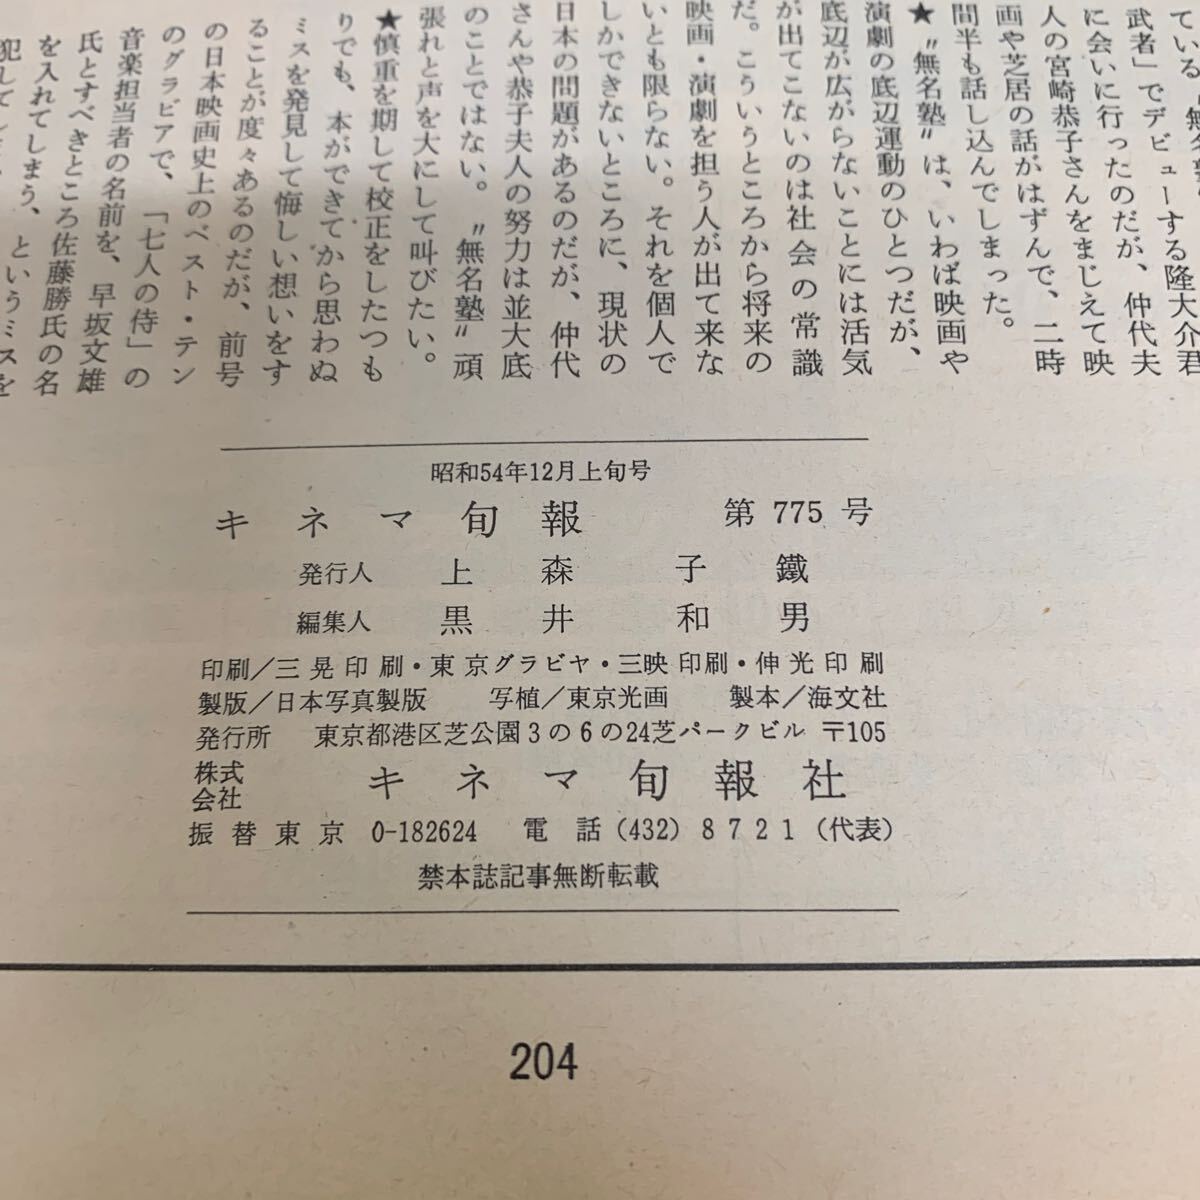 ている〝無名塾
武者」でデビューする隆大介君
に会いに行ったのだが、仲代夫
人の宮崎恭子さんをまじえて映
画や芝居の話がはずんで、二時
間半も話し込んでしまった。
★〝無名塾〟は、いわば映画や
演劇の底辺運動のひとつだが、
底辺が広がらないことには活気
が出てこないのは社会の常識
だ。こういうところから将来の
映画・演劇を担う人が出て来な
いとも限らない。それを個人で
しかできないところに、現状の
日本の問題があるのだが、仲代
さんや恭子夫人の努力は並大底
のことではない。〝無名塾〟頑
張れと声を大にして叫びたい。
★慎重を期して校正をしたつも
りでも、本ができてから思わぬ
ミスを発見して悔しい想いをす
ることが度々あるのだが、前号
の日本映画史上のベスト・テン
のグラビアで、「七人の侍」の
音楽担当者の名前を、早坂文雄
氏とすべきところ佐藤勝氏の名
を入れてしまう、というミスを
犯して
昭和54年12月上旬号
キネマ旬報 第 775 号
発行人 上森子鐵
編集人 黒井和男
印刷/三晃印刷・東京グラビヤ・三映印刷・伸光印刷
製版/日本写真製版 写植/東京光画 製本/海文社
発行所 東京都港区芝公園3の6の24芝パークビル 〒105
株式会社 キネマ旬報社
振替東京 0-182624 電話(432)8721(代表)
禁本誌記事無断転載
204